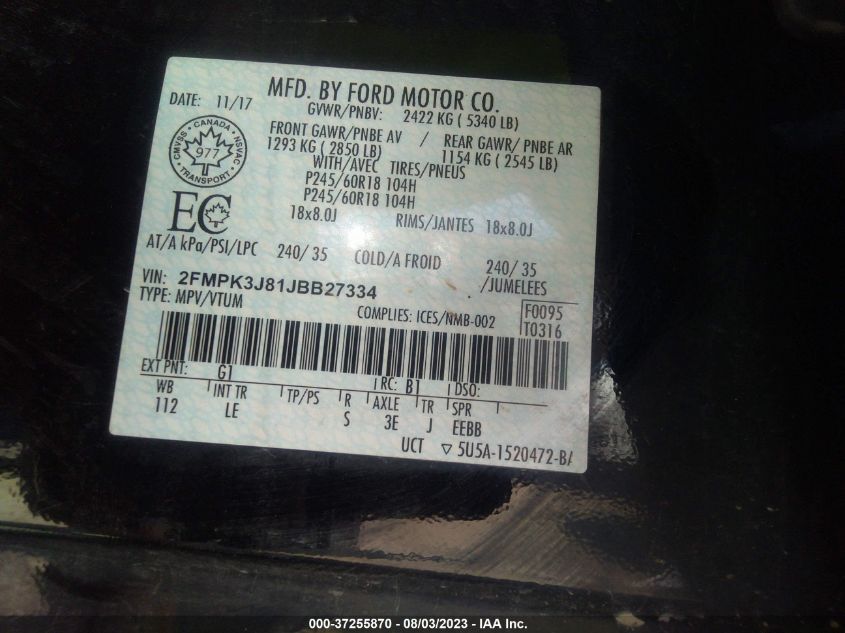 MFD. BY FORD MOTOR CO.
DATE: 11/17
GVWR/PNBV: 2422 KG ( 5340 LB)
FRONT GAWR/PNBE AV / REAR GAWR/ PNBE AR
1293 KG ( 2850 LB) 1154 KG ( 2545 LB)
WITH/AVEC TIRES/PNEUS
P245/60R18 104H
P245/60R18 104H
18x8.0J RIMS/JANTES 18x8.0J
CMVSS - CANADA - NSVAC
977
TRANSPORT
EC
AT/A kPa/PSI/LPC 240/ 35 COLD/A FROID 240/ 35
/JUMELEES
VIN: 2FMPK3J81JBB27334
TYPE: MPV/VTUM
COMPLIES: ICES/NMB-002
F0095
T0316
EXT PNT: G1 RC: B1 DSO:
WB INT TR TP/PS R AXLE TR SPR
112 LE S 3E J EEBB
UCT ▽ 5U5A-1520472-BA
000-37255870 - 08/03/2023 - IAA Inc.